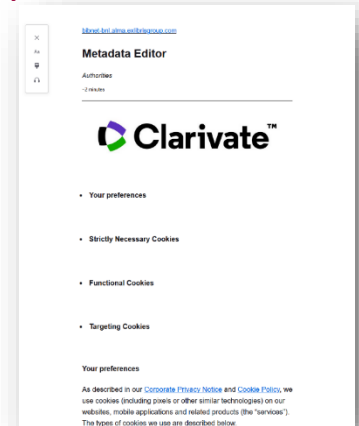 bibnet-bnl.alma.exlibrisgroup.com
Metadata Editor
Authorities
~2 minutes
Clarivate™
• Your preferences
• Strictly Necessary Cookies
• Functional Cookies
• Targeting Cookies
Your preferences
As described in our Corporate Privacy Notice and Cookie Policy, we
use cookies (including pixels or other similar technologies) on our
websites, mobile applications and related products (the "services").
The types of cookies we use are described below.